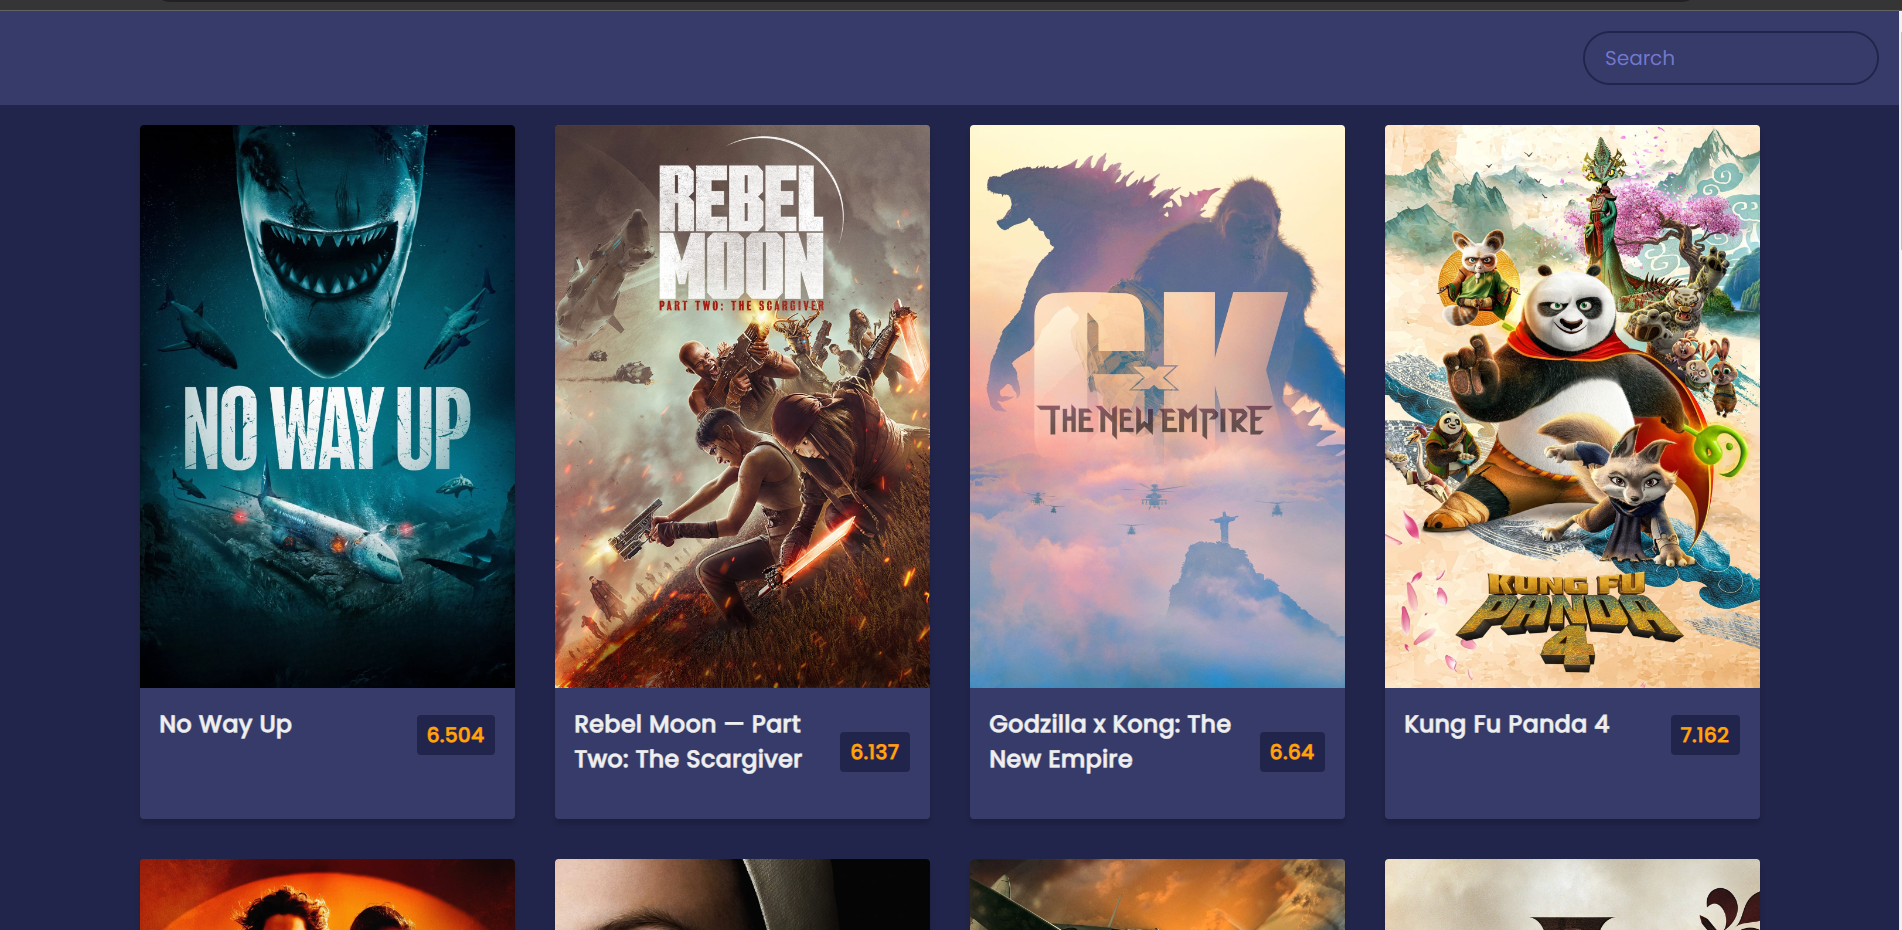 Search
NO WAY UP
REBEL
MOON
PART TWO: THE SCARGIVER
GXK
THE NEW EMPIRE
KUNG FU
PANDA
4
No Way Up
6.504
Rebel Moon — Part
Two: The Scargiver
6.137
Godzilla x Kong: The
New Empire
6.64
Kung Fu Panda 4
7.162